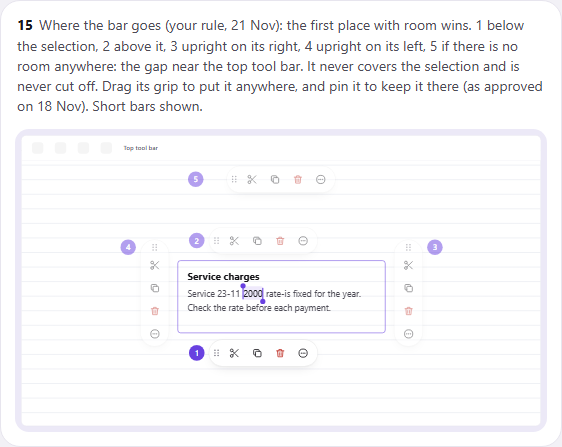 15 Where the bar goes (your rule, 21 Nov): the first place with room wins. 1 below
the selection, 2 above it, 3 upright on its right, 4 upright on its left, 5 if there is no
room anywhere: the gap near the top tool bar. It never covers the selection and is
never cut off. Drag its grip to put it anywhere, and pin it to keep it there (as approved
on 18 Nov). Short bars shown.
Top tool bar
5
4
2
3
Service charges
Service 23-11 2000 rate-is fixed for the year.
Check the rate before each payment.
1